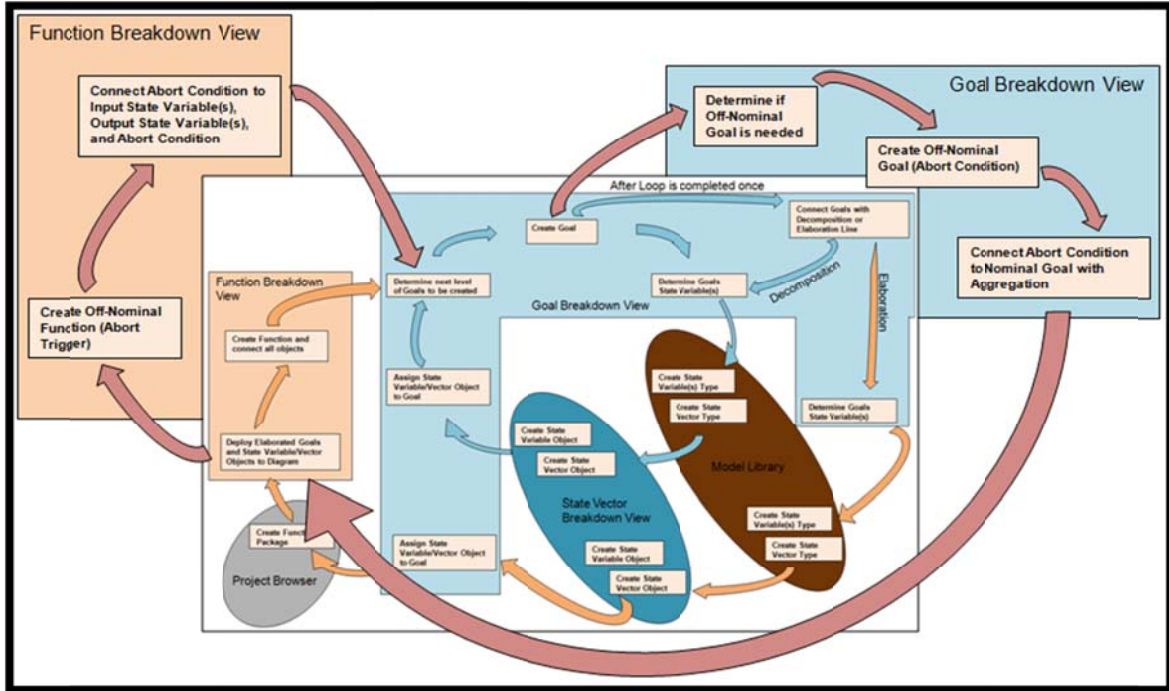 Function Breakdown View
Connect Abort Condition to
Input State Variable(s),
Output State Variable(s),
and Abort Condition
Create Off-Nominal
Function (Abort
Trigger)
Goal Breakdown View
Determine if
Off-Nominal
Goal is needed
Create Off-Nominal
Goal (Abort Condition)
Connect Abort Condition
to Nominal Goal with
Aggregation
After Loop is completed once
Create Goal
Connect Goals with
Decomposition or
Elaboration Line
Determine next level
of Goals to be created
Determine Goals
State Variable(s)
Decomposition
Elaboration
Goal Breakdown View
Function Breakdown
View
Create Function and
connect all objects
Deploy Elaborated Goals
and State Variable/Vector
Objects to Diagram
Assign State
Variable/Vector Object
to Goal
Create State
Variable(s) Type
Create State
Vector Type
Determine Goals
State Variable(s)
Create State
Variable Object
Create State
Vector Object
Model Library
State Vector
Breakdown View
Create State
Variable(s) Type
Create State
Vector Type
Create State
Variable Object
Create State
Vector Object
Assign State
Variable/Vector Object
to Goal
Create Funct
Package
Project Browser